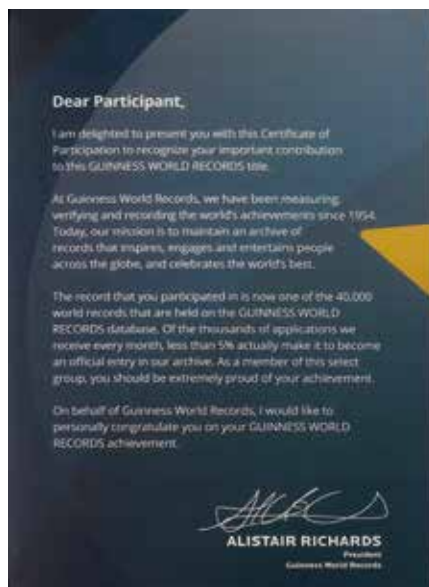 Dear Participant,
I am delighted to present you with this Certificate of
Participation to recognize your important contribution
to this GUINNESS WORLD RECORDS title.
At Guinness World Records, we have been measuring,
verifying and recording the world's achievements since 1954.
Today, our mission is to maintain an archive of
records that inspires, engages and entertains people
across the globe, and celebrates the world's best.
The record that you participated in is now one of the 40,000
world records that are held on the GUINNESS WORLD
RECORDS database. Of the thousands of applications we
receive every month, less than 5% actually make it to become
an official entry in our archive. As a member of this select
group, you should be extremely proud of your achievement.
On behalf of Guinness World Records, I would like to
personally congratulate you on your GUINNESS WORLD
RECORDS achievement.
ALISTAIR RICHARDS
President
Guinness World Records